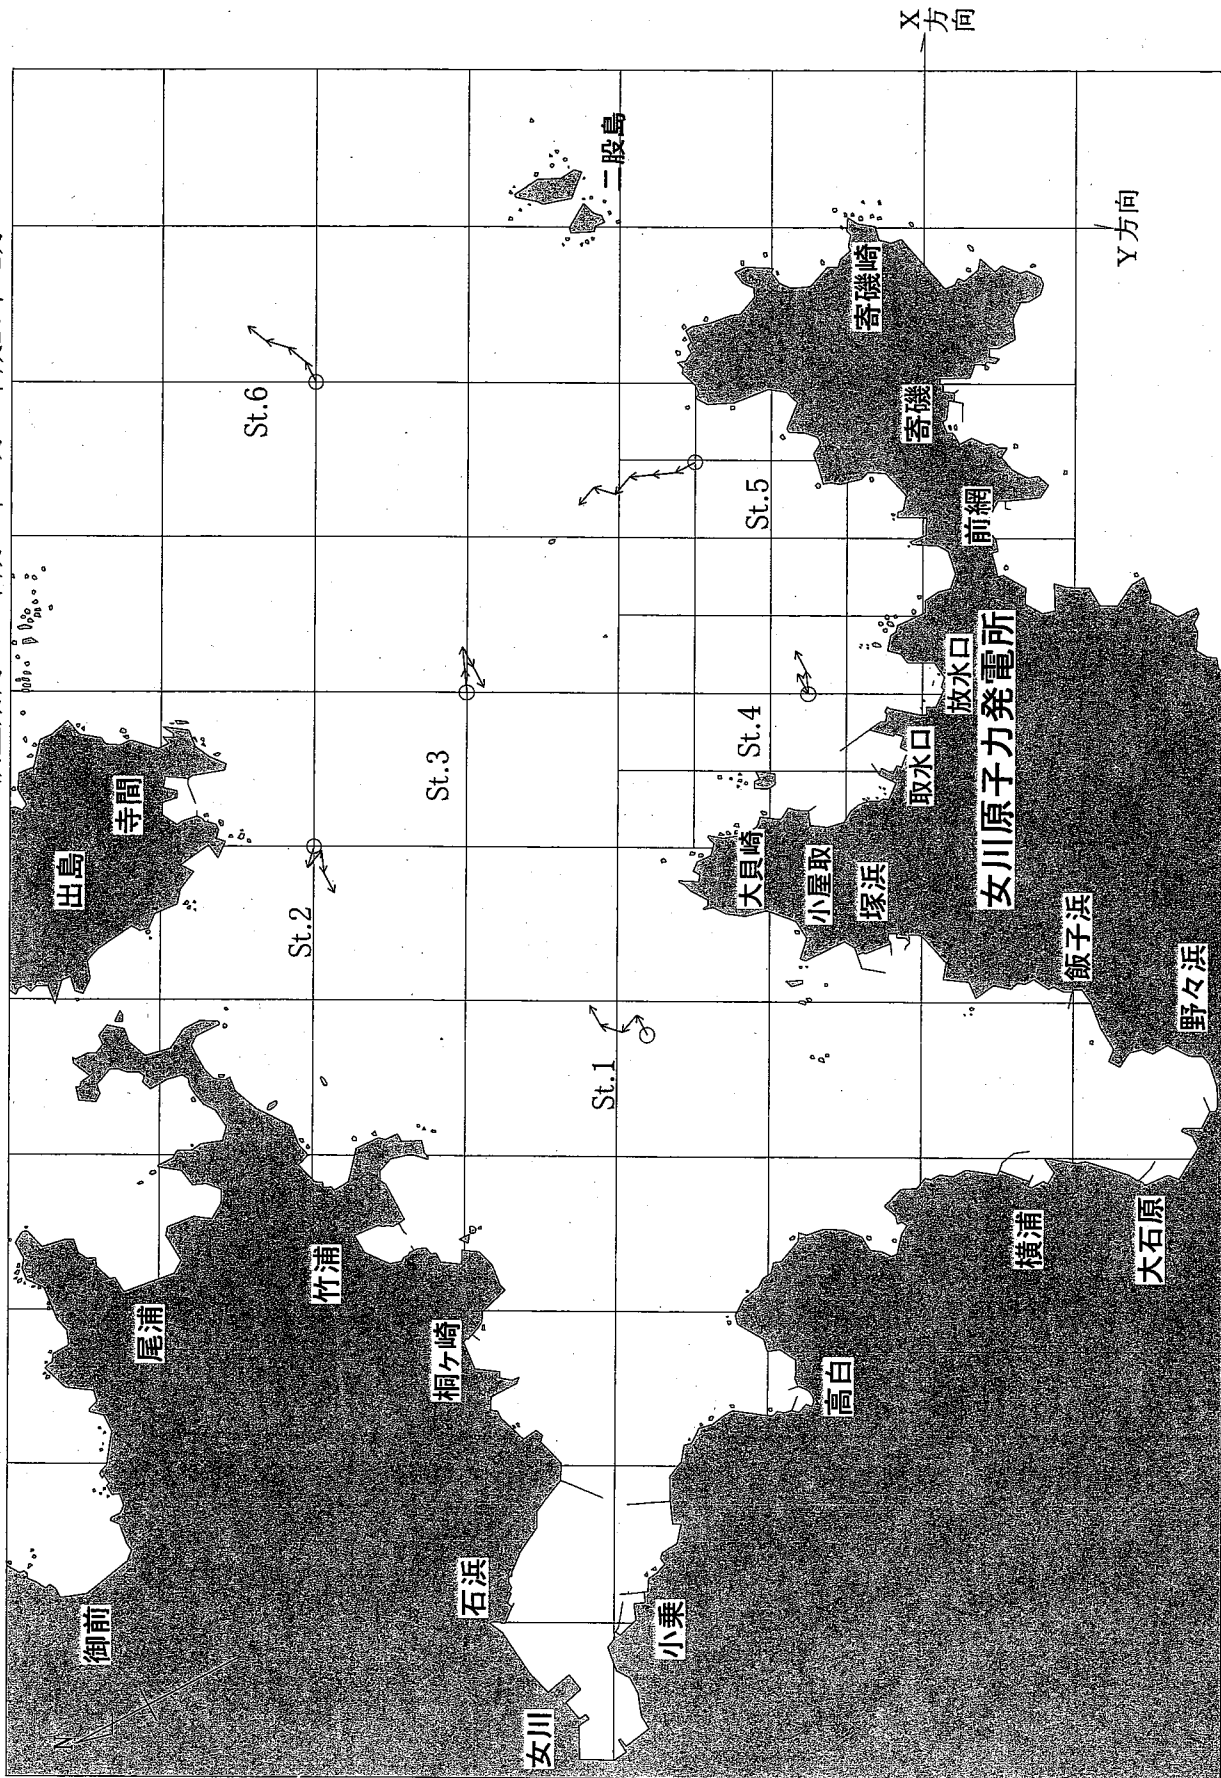 X方向
Y方向
二股島
St.6
寄磯崎
寄磯
St.5
前網
放水口
女川原子力発電所
取水口
St.4
St.3
寺間
出島
大貝崎
小屋取
塚浜
飯子浜
野々浜
St.2
St.1
竹浦
尾浦
桐ヶ崎
横浦
大石原
高白
石浜
小乗
御前
女川
N